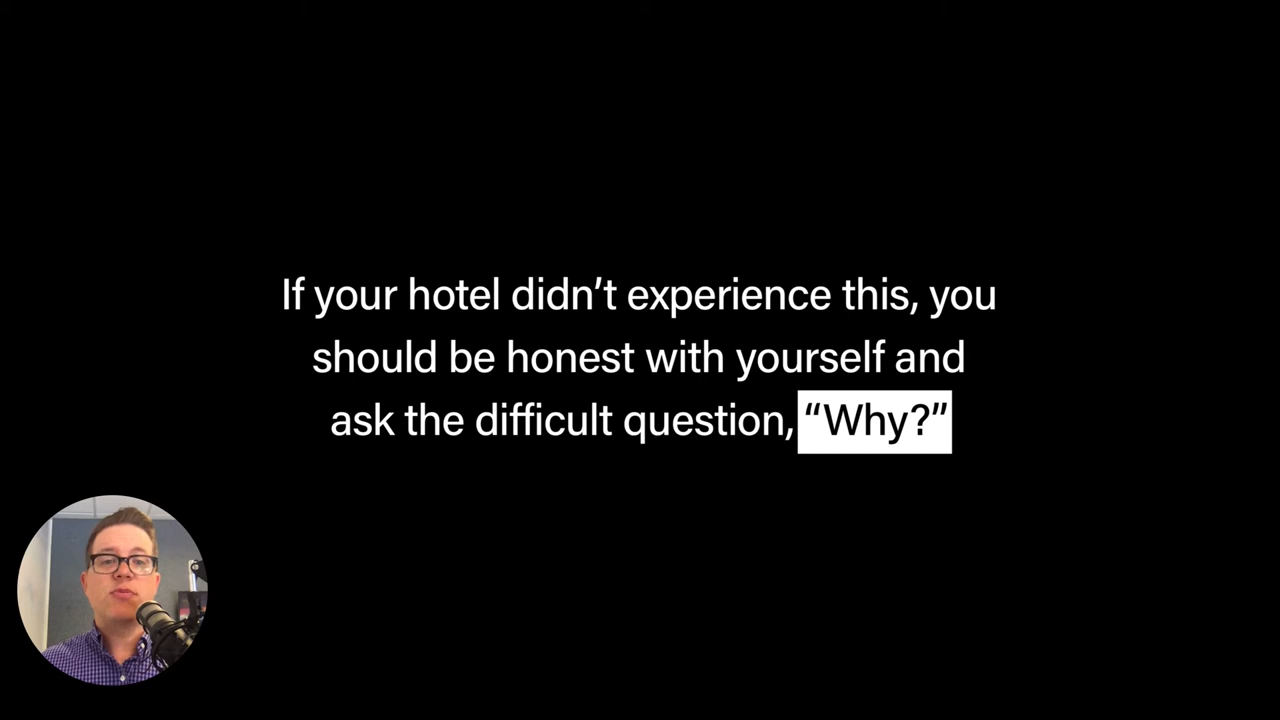 If your hotel didn’t experience this, you
should be honest with yourself and
ask the difficult question, “Why?”